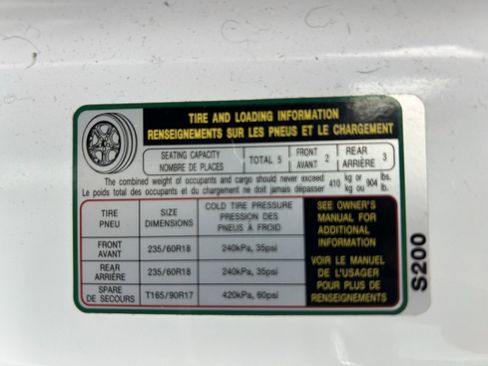 TIRE AND LOADING INFORMATION
RENSEIGNEMENTS SUR LES PNEUS ET LE CHARGEMENT
SEATING CAPACITY
NOMBRE DE PLACES
TOTAL 5
FRONT
AVANT 2
REAR
ARRIÈRE 3
The combined weight of occupants and cargo should never exceed 410 kg or 904 lbs.
Le poids total des occupants et du chargement ne doit jamais dépasser kg ou lb.
TIRE
PNEU
SIZE
DIMENSIONS
COLD TIRE PRESSURE
PRESSION DES
PNEUS À FROID
FRONT
AVANT
235/60R18
240kPa, 35psi
REAR
ARRIÈRE
235/60R18
240kPa, 35psi
SPARE
DE SECOURS
T165/90R17
420kPa, 60psi
SEE OWNER'S
MANUAL FOR
ADDITIONAL
INFORMATION
VOIR LE MANUEL
DE L'USAGER
POUR PLUS DE
RENSEIGNEMENTS
S200